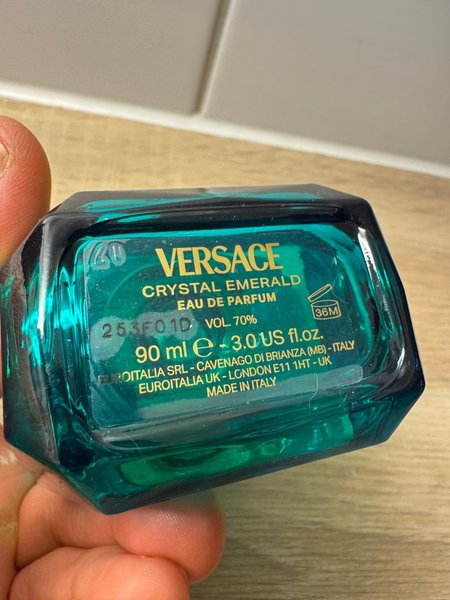 VERSACE
CRYSTAL EMERALD
EAU DE PARFUM
253F01D VOL. 70%
36M
90 ml ℮ - 3.0 US fl.oz.
EUROITALIA SRL - CAVENAGO DI BRIANZA (MB) - ITALY
EUROITALIA UK - LONDON E11 1HT - UK
MADE IN ITALY